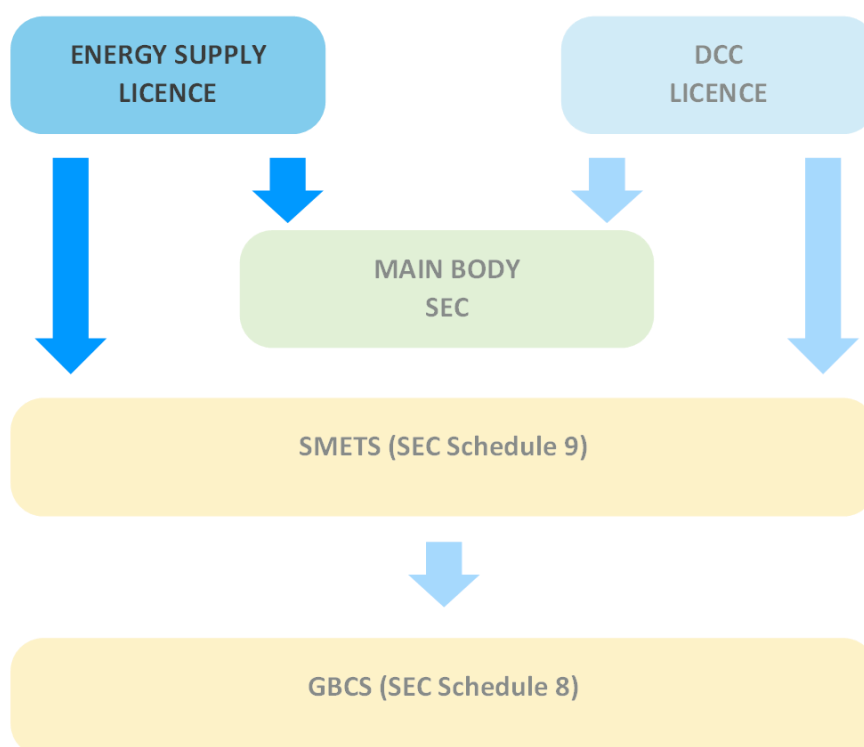 ENERGY SUPPLY
LICENCE
DCC
LICENCE
MAIN BODY
SEC
SMETS (SEC Schedule 9)
GBCS (SEC Schedule 8)